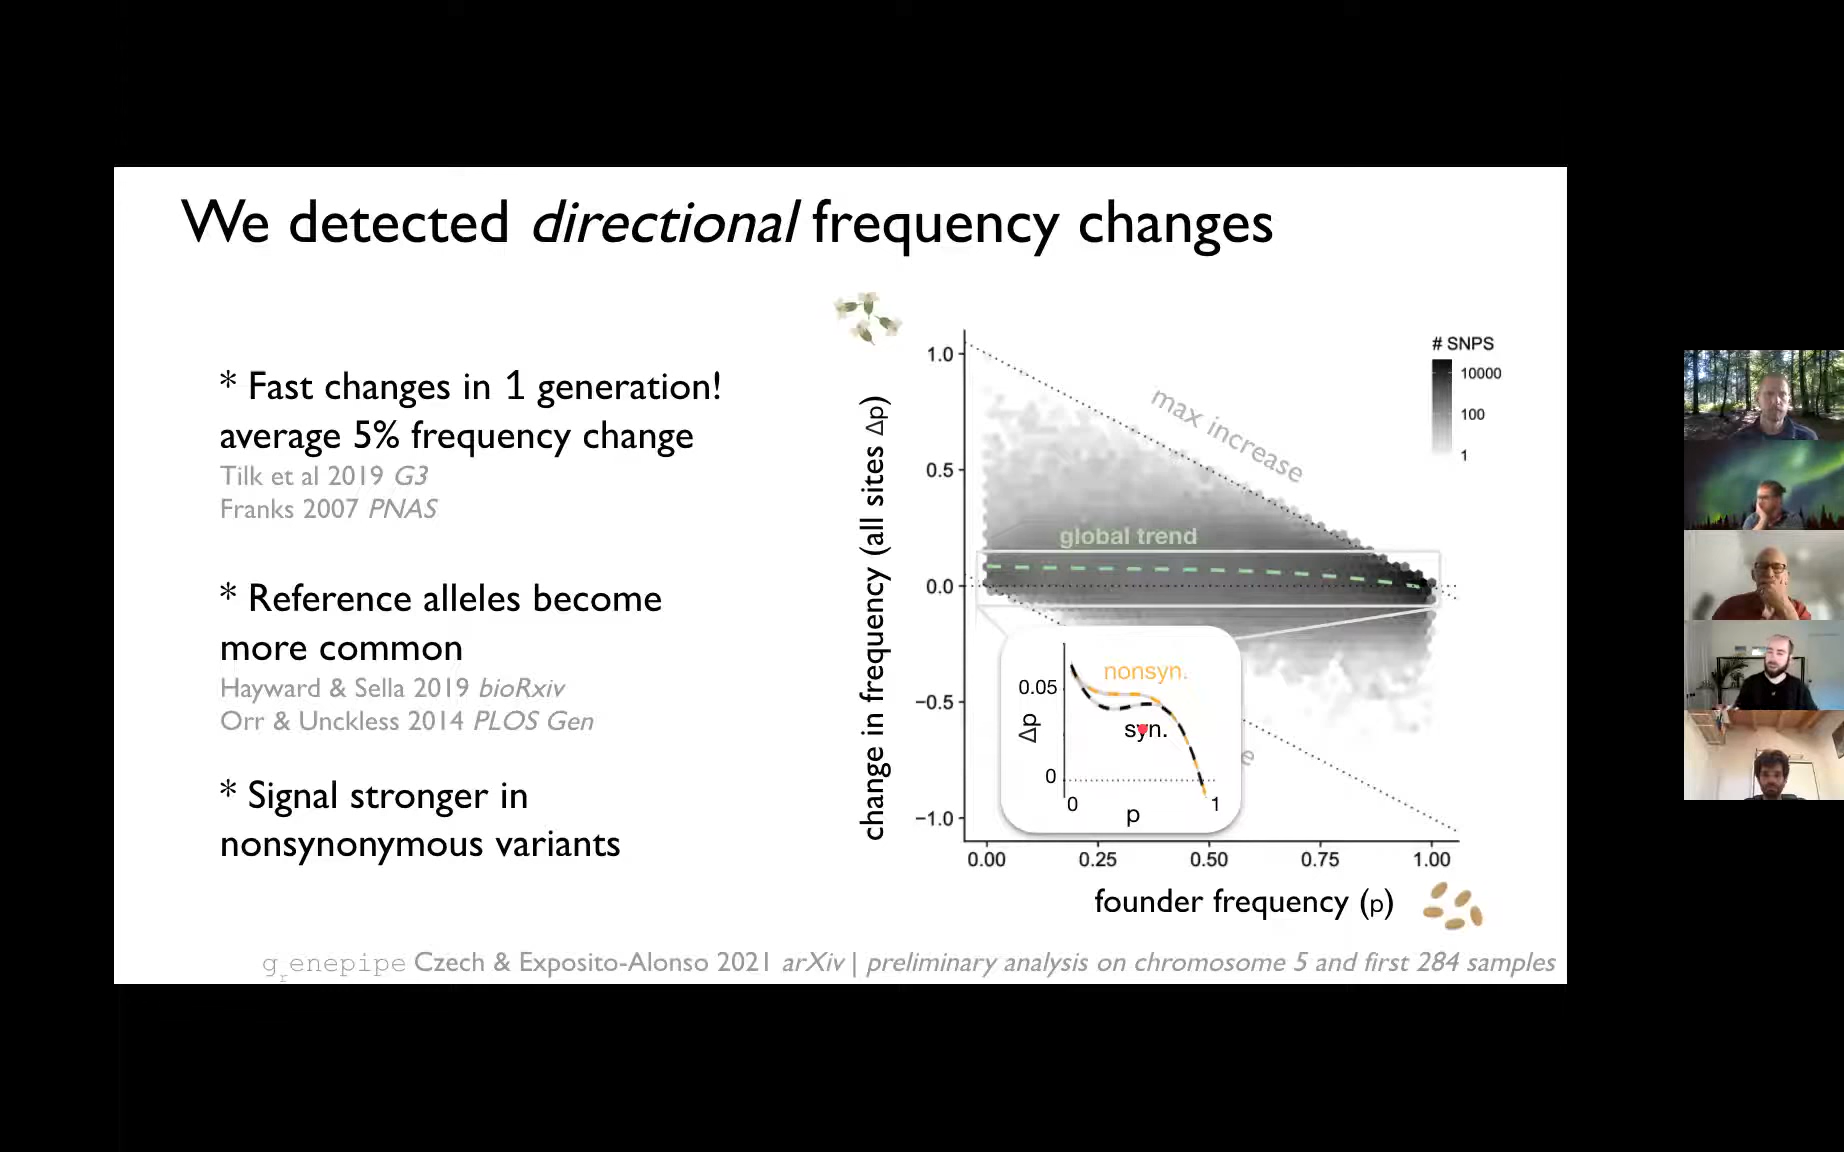 We detected directional frequency changes
* Fast changes in 1 generation!
average 5% frequency change
Tilk et al 2019 G3
Franks 2007 PNAS
* Reference alleles become
more common
Hayward & Sella 2019 bioRxiv
Orr & Unckless 2014 PLOS Gen
* Signal stronger in
nonsynonymous variants
change in frequency (all sites Δp)
1.0
0.5
0.0
−0.5
−1.0
max increase
global trend
# SNPS
10000
100
1
nonsyn.
syn.
0.05
Δp
0
0
1
p
0.00 0.25 0.50 0.75 1.00
founder frequency (p)
grenepipe Czech & Exposito-Alonso 2021 arXiv | preliminary analysis on chromosome 5 and first 284 samples